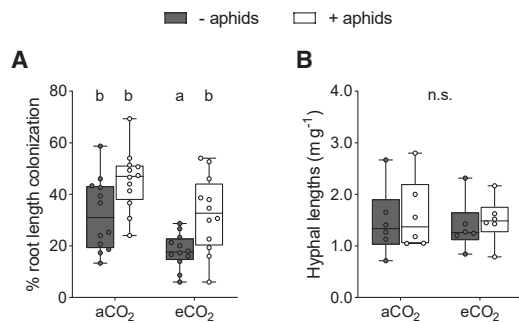 - aphids + aphids
A
b b a b
% root length colonization
80
60
40
20
0
aCO₂ eCO₂
B
n.s.
Hyphal lengths (m g⁻¹)
4.0
3.0
2.0
1.0
0.0
aCO₂ eCO₂